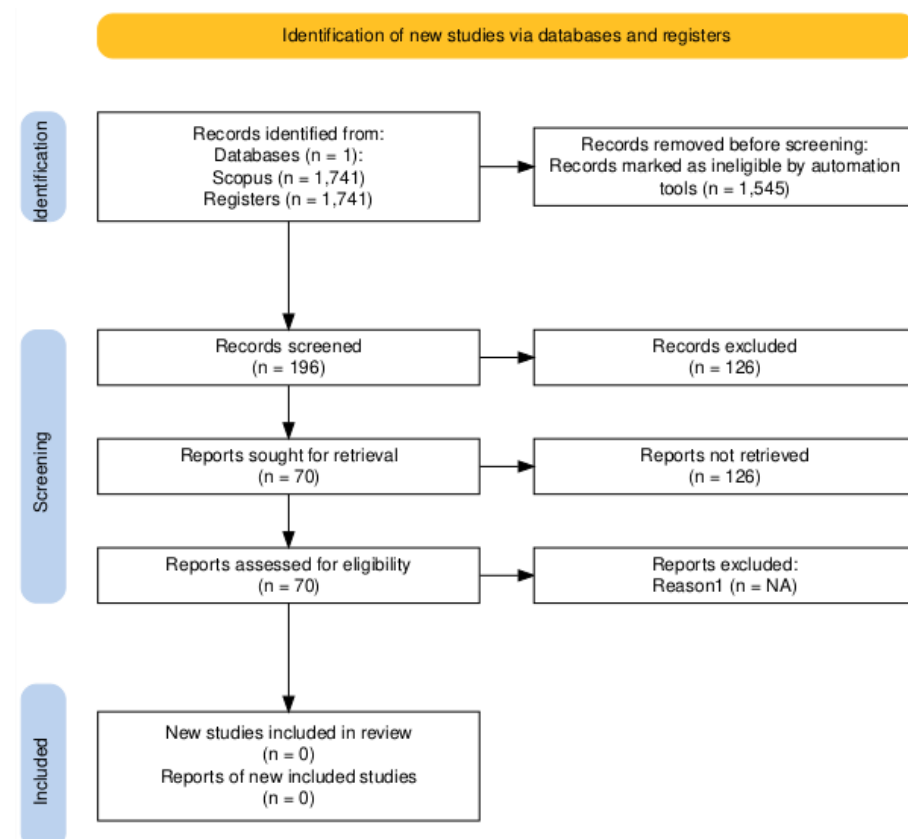 Identification of new studies via databases and registers
Identification
Records identified from:
Databases (n = 1):
Scopus (n = 1,741)
Registers (n = 1,741)
Records removed before screening:
Records marked as ineligible by automation
tools (n = 1,545)
Screening
Records screened
(n = 196)
Records excluded
(n = 126)
Reports sought for retrieval
(n = 70)
Reports not retrieved
(n = 126)
Reports assessed for eligibility
(n = 70)
Reports excluded:
Reason1 (n = NA)
Included
New studies included in review
(n = 0)
Reports of new included studies
(n = 0)